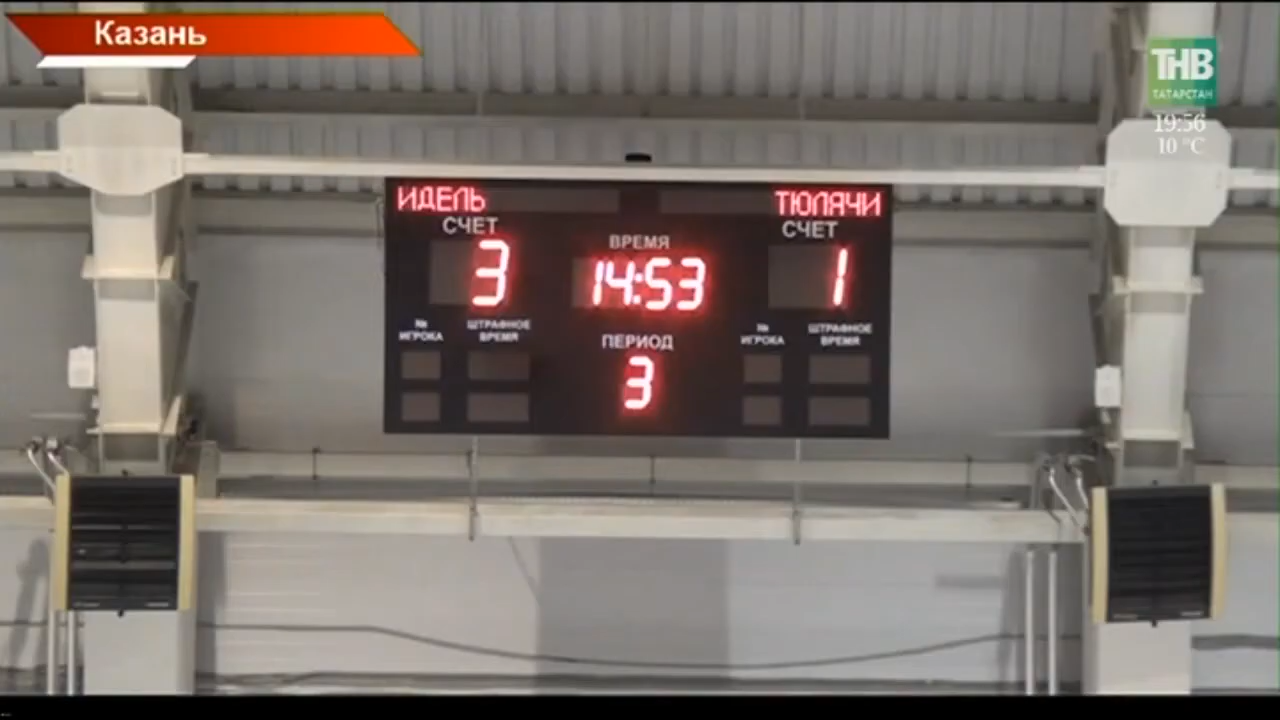 Казань
ТНВ
ТАТАРСТАН
19:56
10 °C
ИДЕЛЬ
ТЮЛЯЧИ
СЧЕТ
СЧЕТ
ВРЕМЯ
3
14:53
1
№
ИГРОКА
ШТРАФНОЕ
ВРЕМЯ
ПЕРИОД
3
№
ИГРОКА
ШТРАФНОЕ
ВРЕМЯ